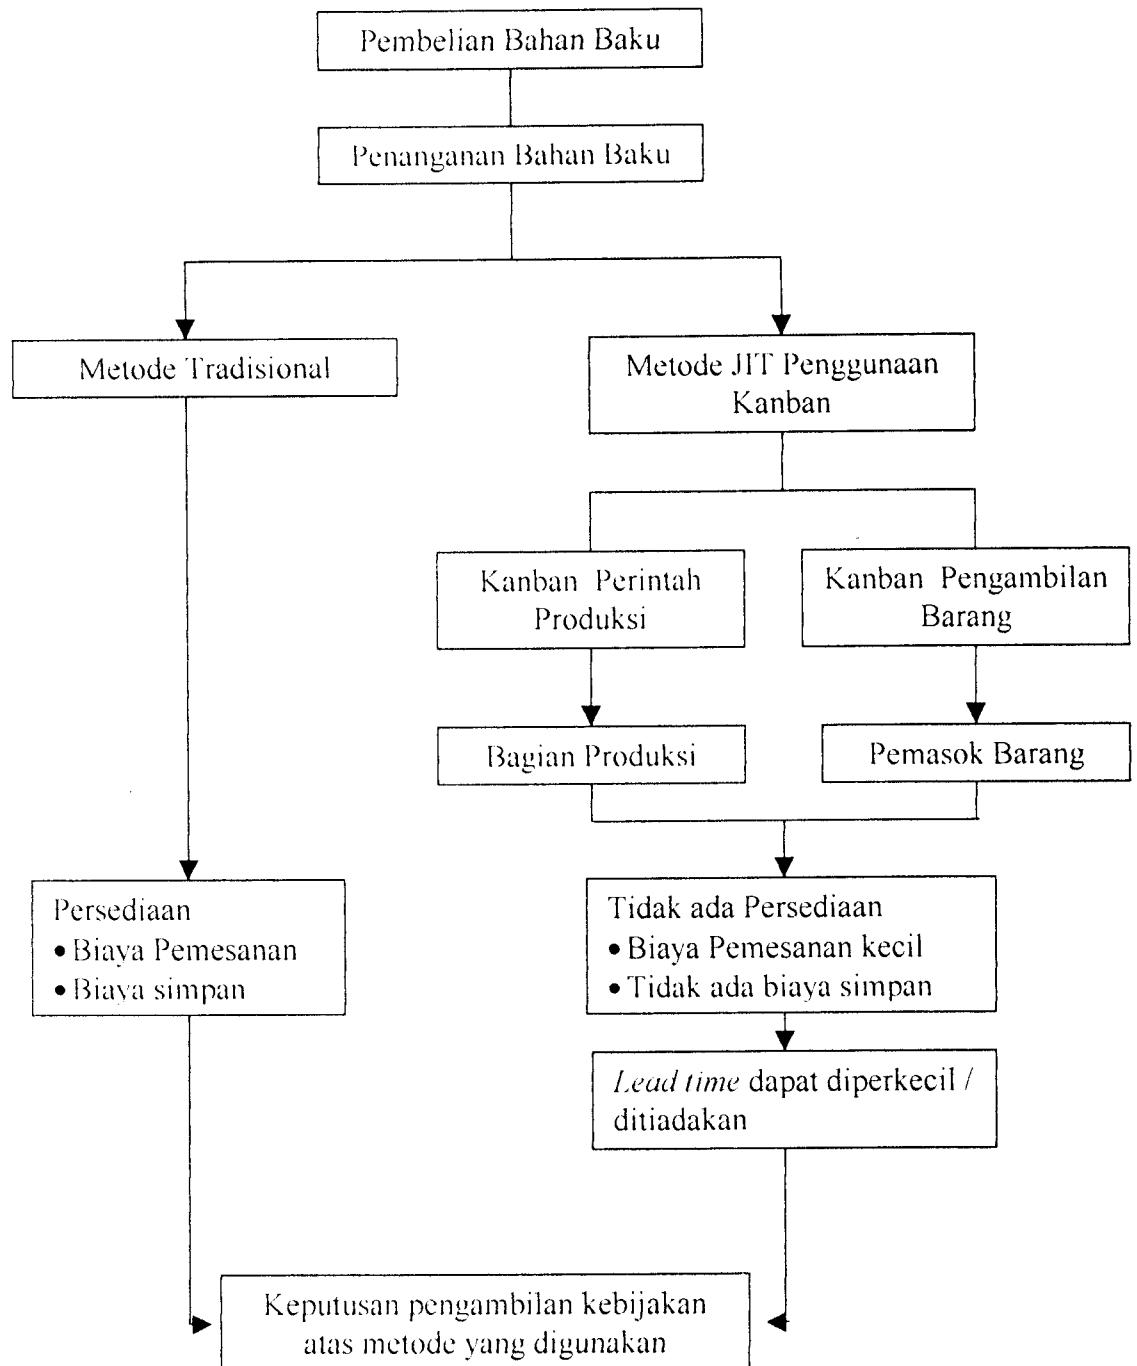 Pembelian Bahan Baku
Penanganan Bahan Baku
Metode Tradisional
Metode JIT Penggunaan
Kanban
Kanban Perintah
Produksi
Kanban Pengambilan
Barang
Bagian Produksi
Pemasok Barang
Persediaan
• Biaya Pemesanan
• Biaya simpan
Tidak ada Persediaan
• Biaya Pemesanan kecil
• Tidak ada biaya simpan
Lead time dapat diperkecil /
ditiadakan
Keputusan pengambilan kebijakan
atas metode yang digunakan